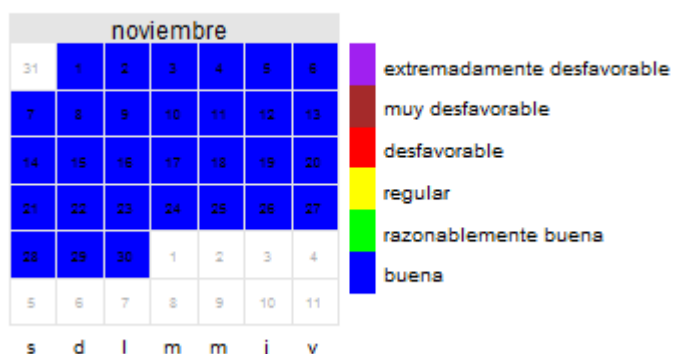 noviembre
31 1 2 3 4 5 6
7 8 9 10 11 12 13
14 15 16 17 18 19 20
21 22 23 24 25 26 27
28 29 30 1 2 3 4
5 6 7 8 9 10 11
s d l m m j v
extremadamente desfavorable
muy desfavorable
desfavorable
regular
razonablemente buena
buena